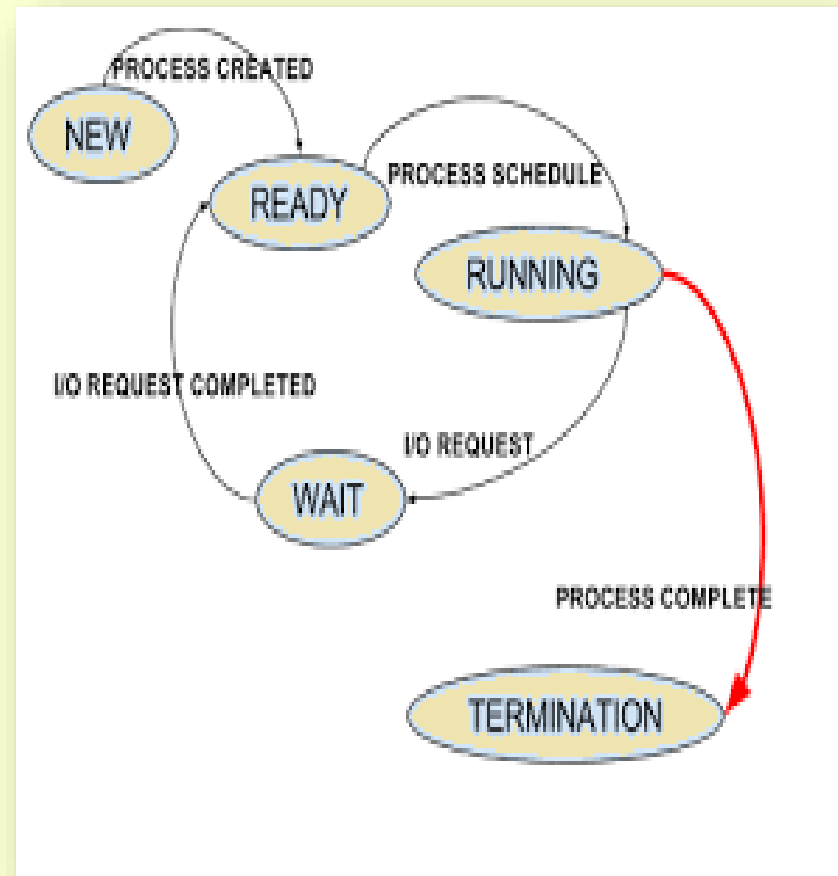 PROCESS CREATED
NEW
PROCESS SCHEDULE
READY
RUNNING
I/O REQUEST COMPLETED
I/O REQUEST
WAIT
PROCESS COMPLETE
TERMINATION